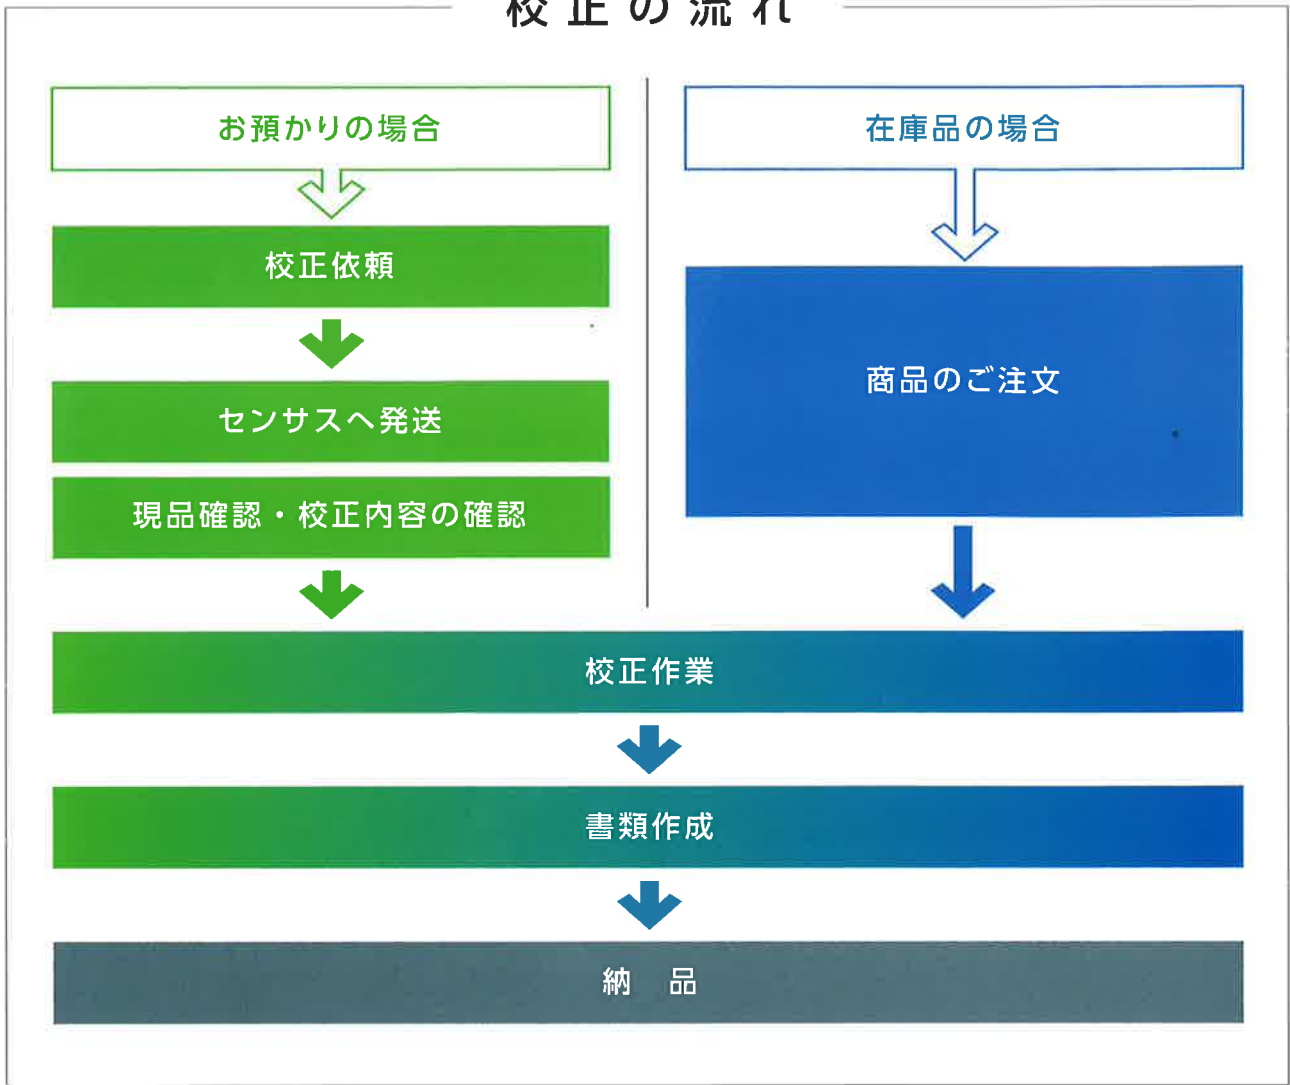 校正の流れ
お預かりの場合
校正依頼
センサスへ発送
現品確認・校正内容の確認
在庫品の場合
商品のご注文
校正作業
書類作成
納　品